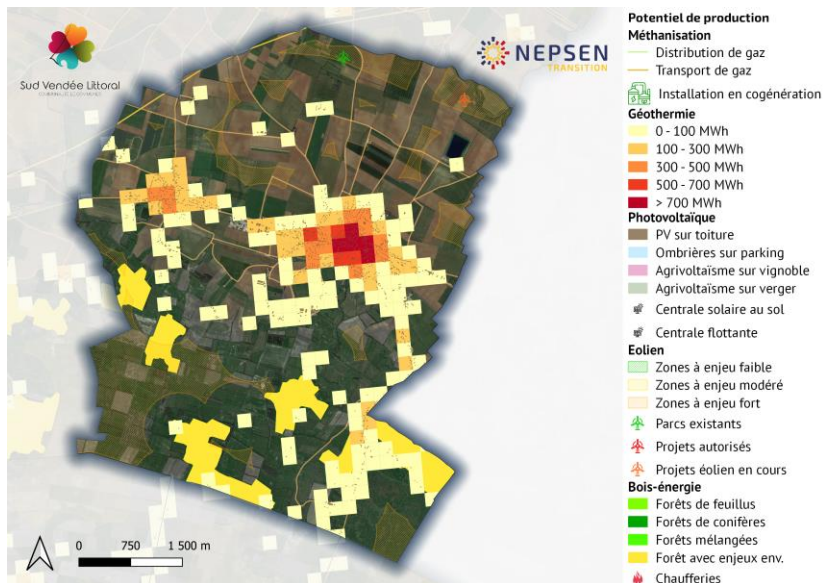 Sud Vendée Littoral
NEPSEN
TRANSITION
0 750 1 500 m
Potentiel de production
Méthanisation
Distribution de gaz
Transport de gaz
Installation en cogénération
Géothermie
0 - 100 MWh
100 - 300 MWh
300 - 500 MWh
500 - 700 MWh
> 700 MWh
Photovoltaïque
PV sur toiture
Ombrières sur parking
Agrivoltaïsme sur vignoble
Agrivoltaïsme sur verger
Centrale solaire au sol
Centrale flottante
Eolien
Zones à enjeu faible
Zones à enjeu modéré
Zones à enjeu fort
Parcs existants
Projets autorisés
Projets éolien en cours
Bois-énergie
Forêts de feuillus
Forêts de conifères
Forêts mélangées
Forêt avec enjeux env.
Chaufferies